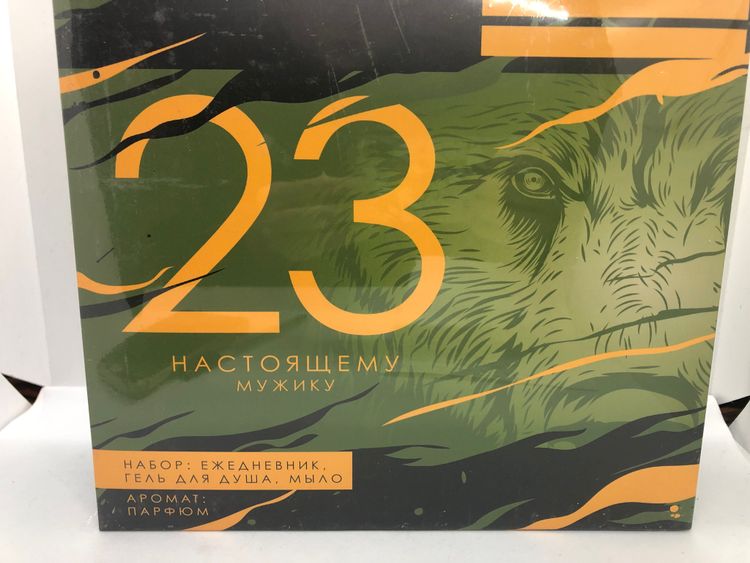 23
НАСТОЯЩЕМУ
МУЖИКУ
НАБОР: ЕЖЕДНЕВНИК,
ГЕЛЬ ДЛЯ ДУША, МЫЛО
АРОМАТ:
ПАРФЮМ